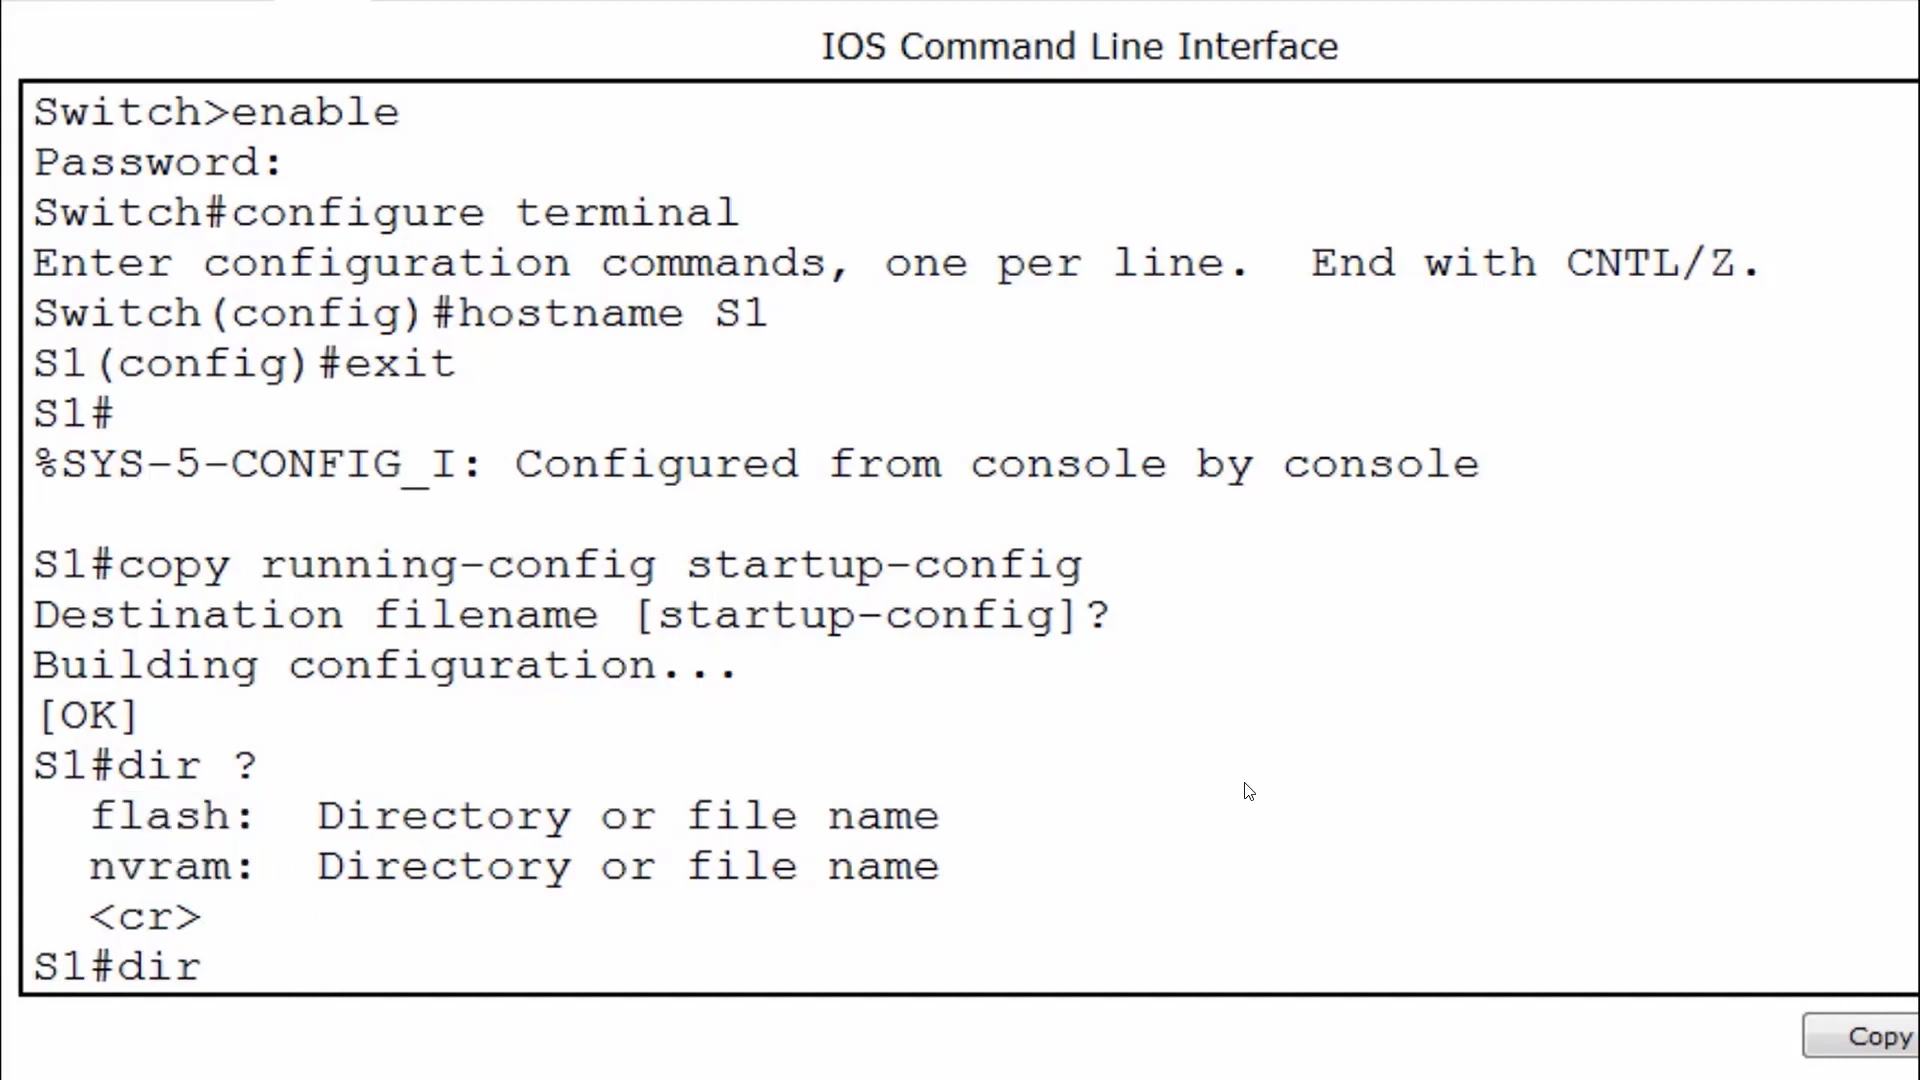 IOS Command Line Interface
Switch>enable
Password:
Switch#configure terminal
Enter configuration commands, one per line.  End with CNTL/Z.
Switch(config)#hostname S1
S1(config)#exit
S1#
%SYS-5-CONFIG_I: Configured from console by console
S1#copy running-config startup-config
Destination filename [startup-config]?
Building configuration...
[OK]
S1#dir ?
  flash:  Directory or file name
  nvram:  Directory or file name
  <cr>
S1#dir
Copy